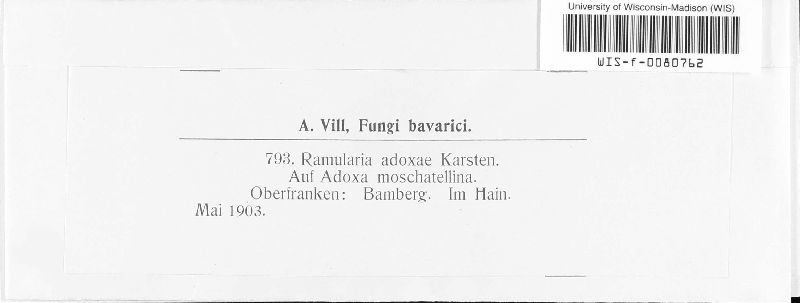 University of Wisconsin-Madison (WIS)
WIS-f-0080762
A. Vill, Fungi bavarici.
793. Ramularia adoxae Karsten.
Auf Adoxa moschatellina.
Oberfranken: Bamberg. Im Hain.
Mai 1903.